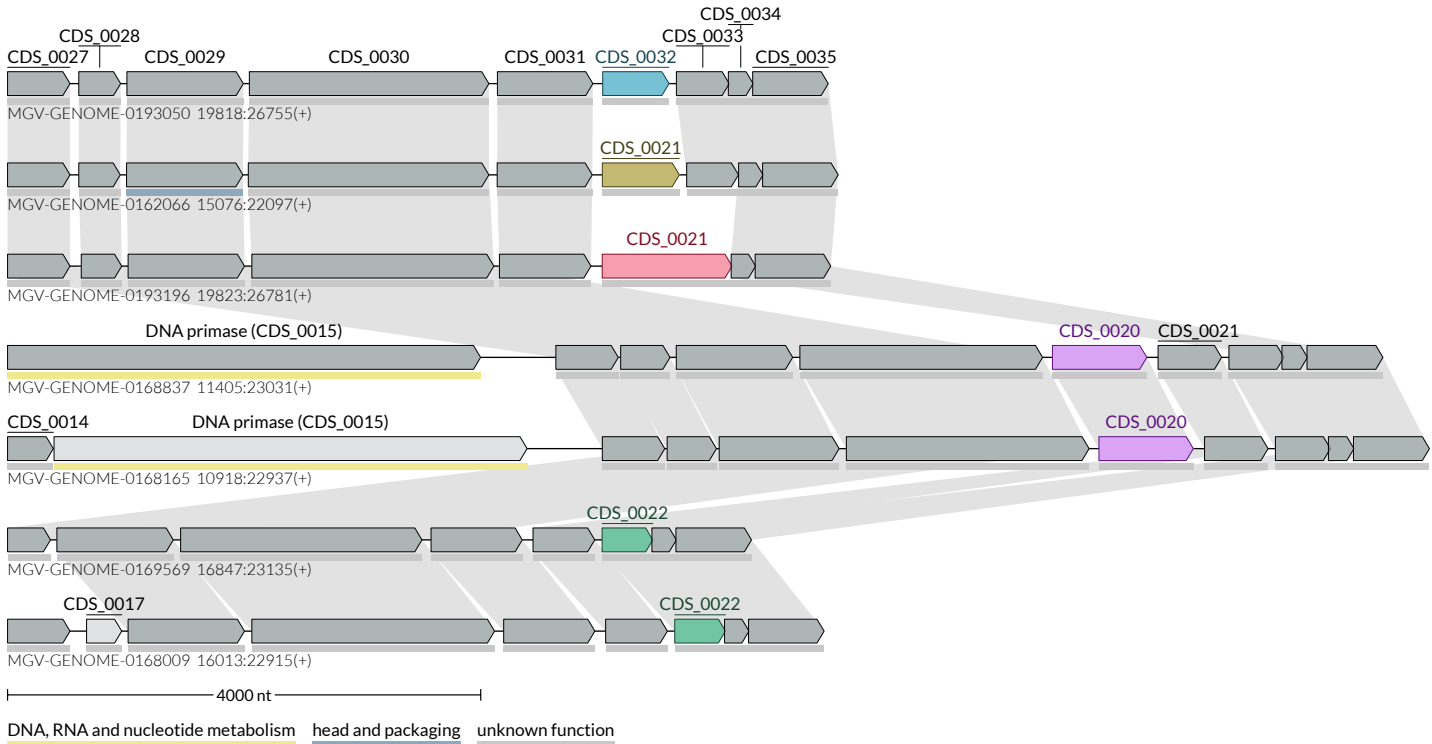 CDS_0034
CDS_0028 CDS_0033
CDS_0027 CDS_0029 CDS_0030 CDS_0031 CDS_0032 CDS_0035
MGV-GENOME-0193050 19818:26755(+)
CDS_0021
MGV-GENOME-0162066 15076:22097(+)
CDS_0021
MGV-GENOME-0193196 19823:26781(+)
DNA primase (CDS_0015) CDS_0020 CDS_0021
MGV-GENOME-0168837 11405:23031(+)
CDS_0014 DNA primase (CDS_0015) CDS_0020
MGV-GENOME-0168165 10918:22937(+)
CDS_0022
MGV-GENOME-0169569 16847:23135(+)
CDS_0017 CDS_0022
MGV-GENOME-0168009 16013:22915(+)
4000 nt
DNA, RNA and nucleotide metabolism head and packaging unknown function